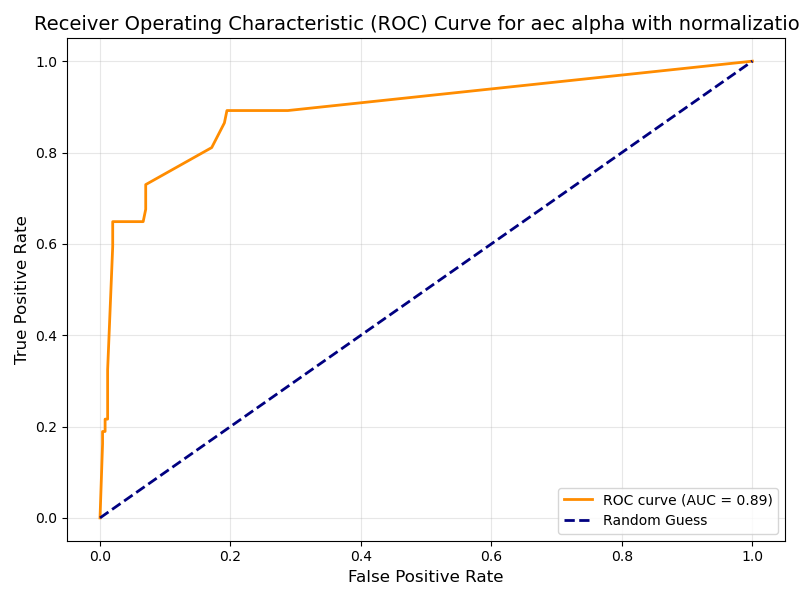 Receiver Operating Characteristic (ROC) Curve for aec alpha with normalizatio
1.0
0.8
0.6
0.4
0.2
0.0
True Positive Rate
0.0 0.2 0.4 0.6 0.8 1.0
False Positive Rate
ROC curve (AUC = 0.89)
Random Guess